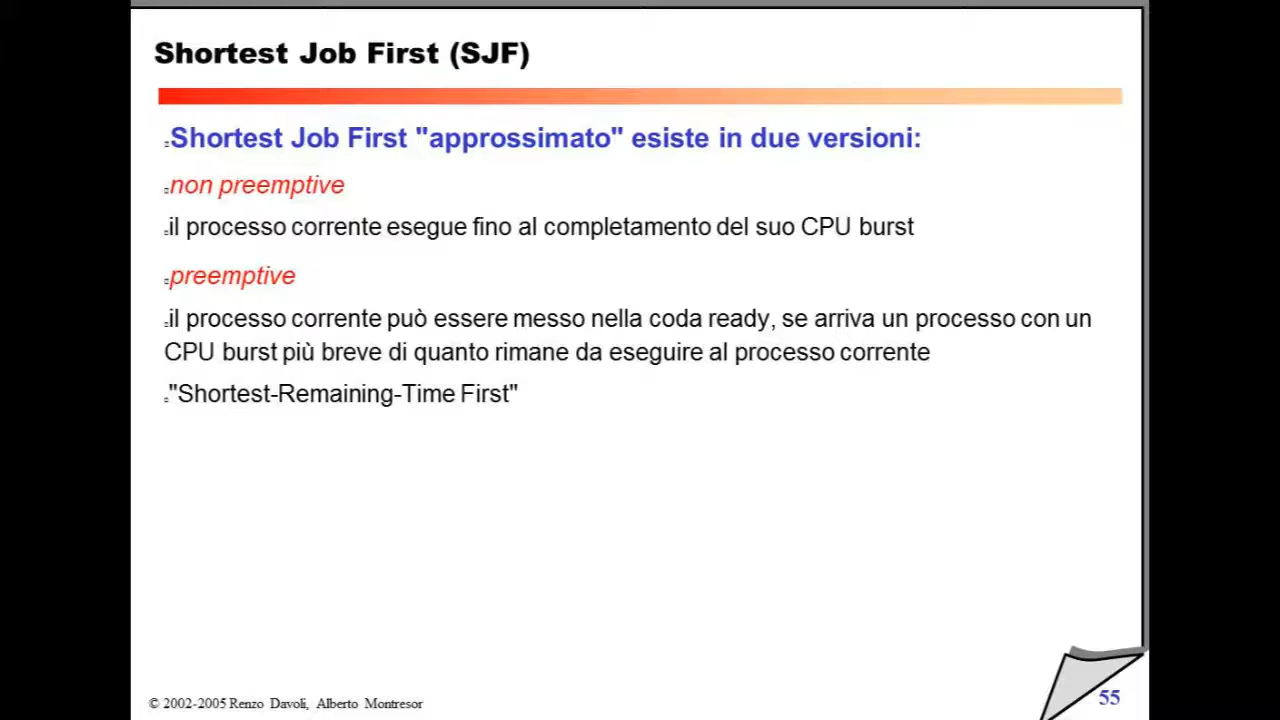 Shortest Job First (SJF)
Shortest Job First "approssimato" esiste in due versioni:
non preemptive
il processo corrente esegue fino al completamento del suo CPU burst
preemptive
il processo corrente può essere messo nella coda ready, se arriva un processo con un
CPU burst più breve di quanto rimane da eseguire al processo corrente
"Shortest-Remaining-Time First"
© 2002-2005 Renzo Davoli, Alberto Montresor
55